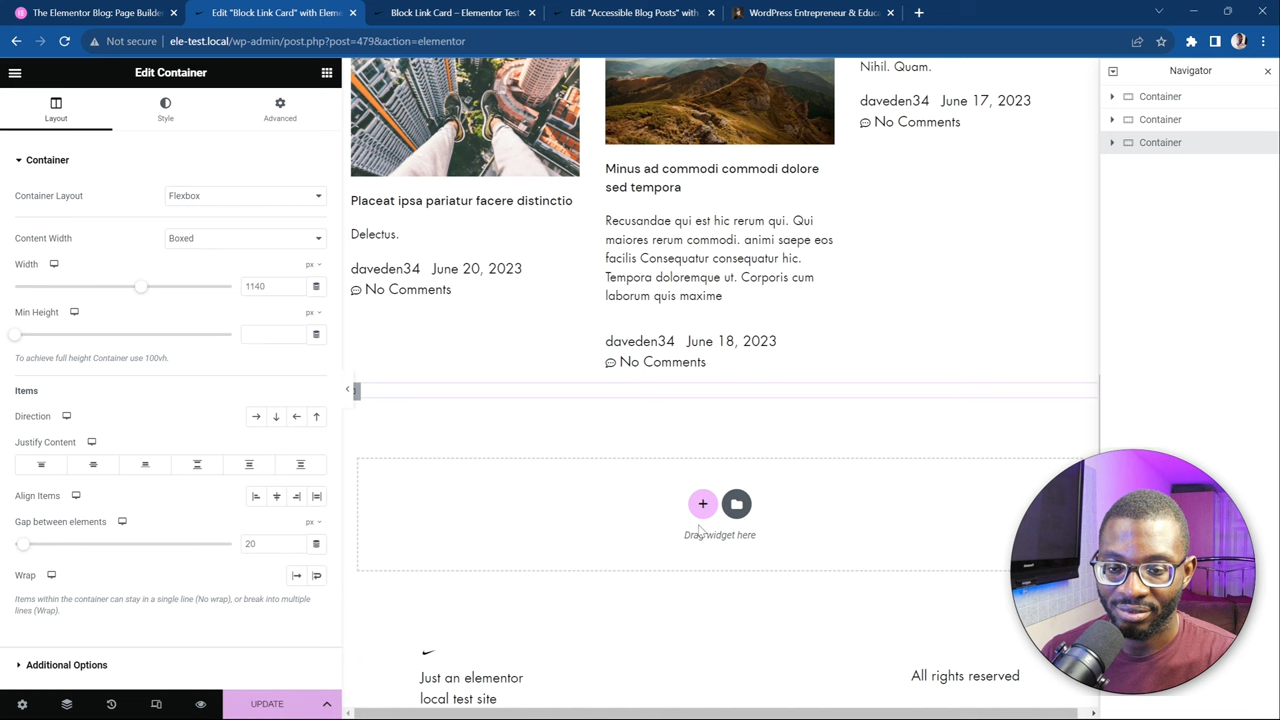 Elementor Blog: Page Builder
Edit "Block Link Card" with Elem
Block Link Card – Elementor Test
Edit "Accessible Blog Posts" with
WordPress Entrepreneur & Educ
Not secure
ele-test.local/wp-admin/post.php?post=479&action=elementor
Edit Container
Layout
Style
Advanced
Container
Container Layout
Flexbox
Content Width
Boxed
Width
px
1140
Min Height
px
To achieve full height Container use 100vh.
Items
Direction
Justify Content
Align Items
Gap between elements
px
20
Wrap
Items within the container can stay in a single line (No wrap), or break into multiple
lines (Wrap).
Additional Options
UPDATE
Placeat ipsa pariatur facere distinctio
Delectus.
daveden34 June 20, 2023
No Comments
Minus ad commodi commodi dolore
sed tempora
Recusandae qui est hic rerum qui. Qui
maiores rerum commodi. animi saepe eos
facilis Consequatur consequatur hic.
Tempora doloremque ut. Corporis cum
laborum quis maxime
daveden34 June 18, 2023
No Comments
Nihil. Quam.
daveden34 June 17, 2023
No Comments
Drag widget here
Just an elementor
local test site
All rights reserved
Navigator
Container
Container
Container